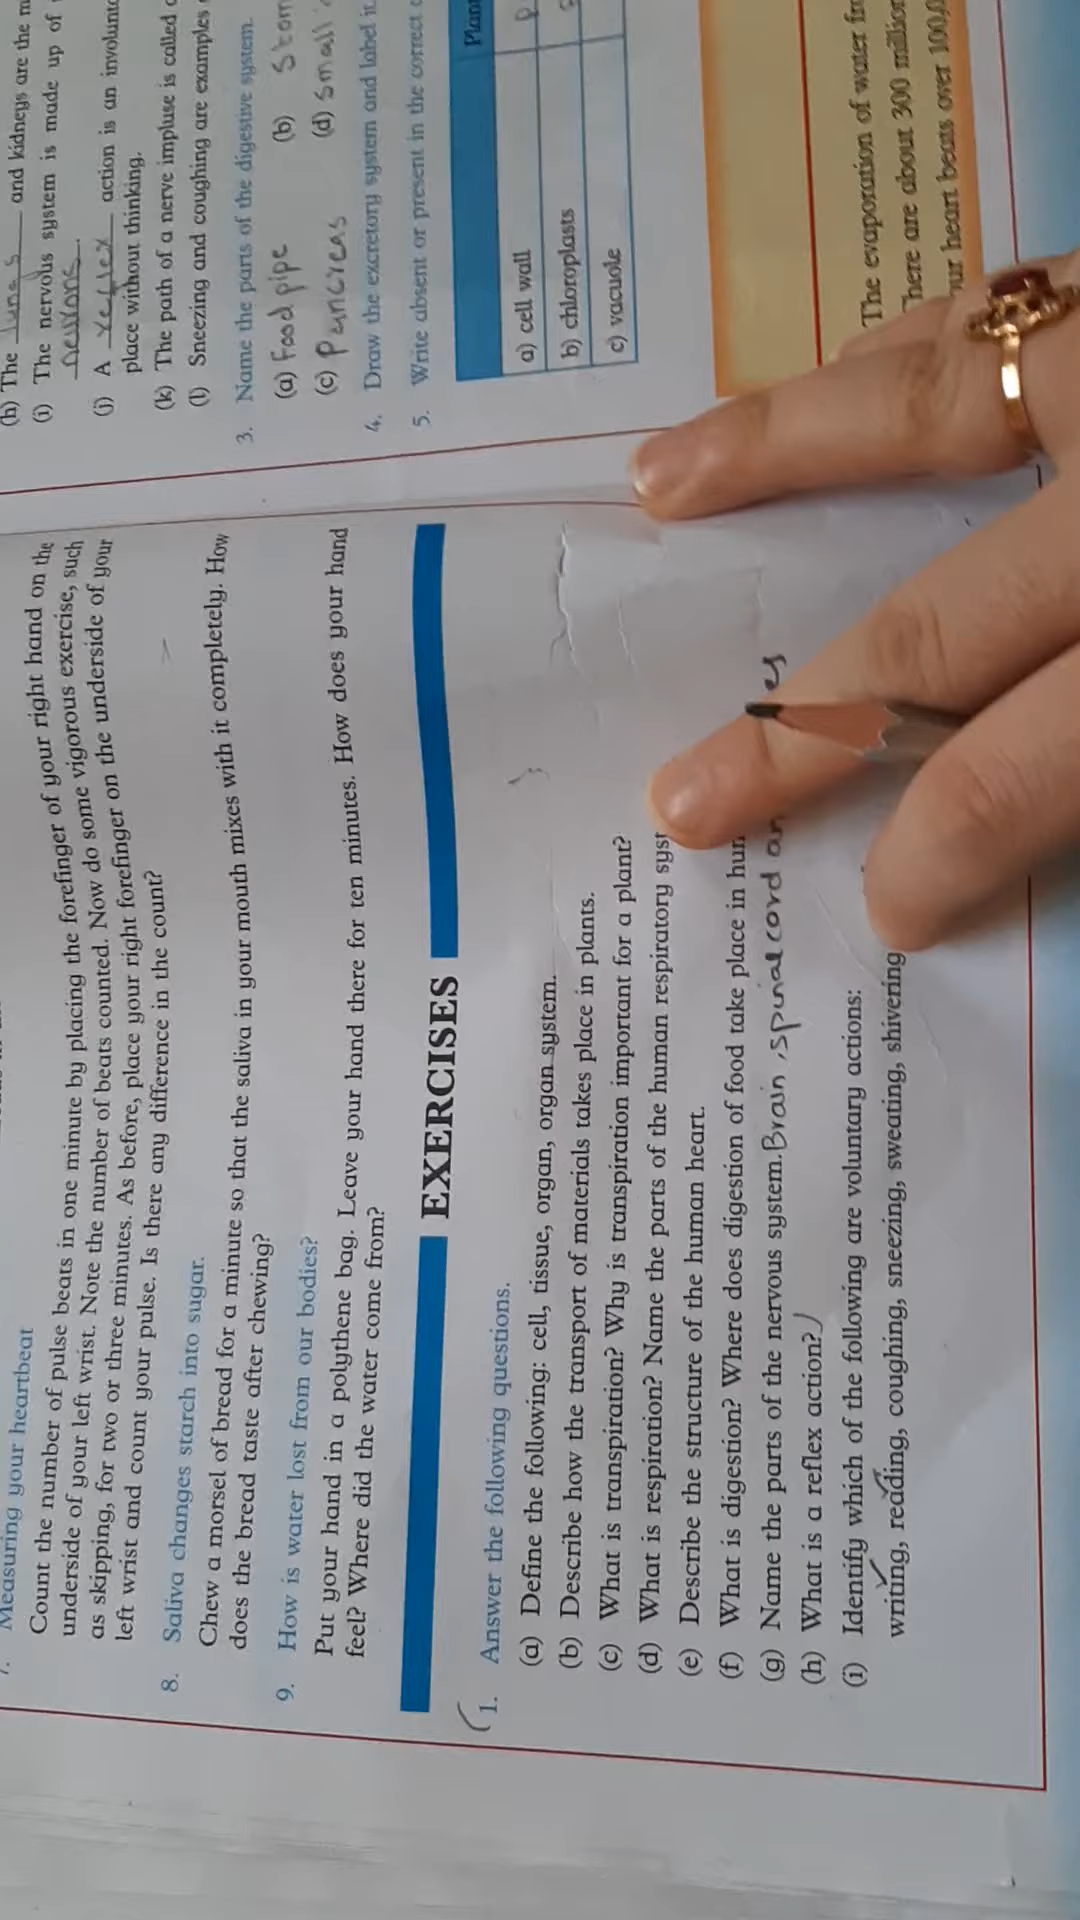 7. Measuring your heartbeat
Count the number of pulse beats in one minute by placing the forefinger of your right hand on the
underside of your left wrist. Note the number of beats counted. Now do some vigorous exercise, such
as skipping, for two or three minutes. As before, place your right forefinger on the underside of your
left wrist and count your pulse. Is there any difference in the count?
8. Saliva changes starch into sugar.
Chew a morsel of bread for a minute so that the saliva in your mouth mixes with it completely. How
does the bread taste after chewing?
9. How is water lost from our bodies?
Put your hand in a polythene bag. Leave your hand there for ten minutes. How does your hand
feel? Where did the water come from?
EXERCISES
1. Answer the following questions.
(a) Define the following: cell, tissue, organ, organ system.
(b) Describe how the transport of materials takes place in plants.
(c) What is transpiration? Why is transpiration important for a plant?
(d) What is respiration? Name the parts of the human respiratory
(e) Describe the structure of the human heart.
(f) What is digestion? Where does digestion of food take place in
(g) Name the parts of the nervous system. Brain, spinal cord
(h) What is a reflex action?
(i) Identify which of the following are voluntary actions:
writing, reading, coughing, sneezing, sweating, shivering
(h) The lungs and kidneys are the
(i) The nervous system is made up of
neurons.
(j) A reflex action is an
place without thinking.
(k) The path of a nerve impluse is called
(l) Sneezing and coughing are examples
3. Name the parts of the digestive system.
(a) Food pipe (b)
(c) Pancreas (d) small
4. Draw the excretory system and label
5. Write absent or present in the correct
a) cell wall
b) chloroplasts
c) vacuole
The evaporation of water
There are about 300
heart beats over